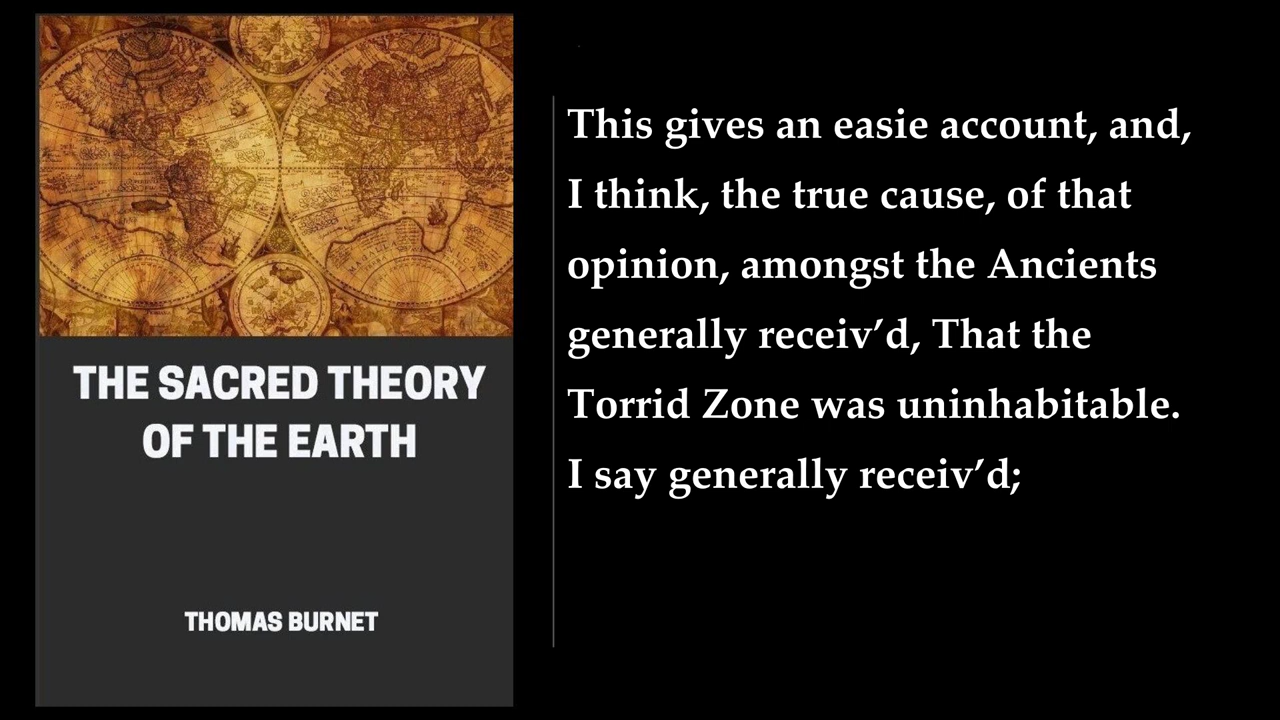 THE SACRED THEORY
OF THE EARTH
THOMAS BURNET
This gives an easie account, and,
I think, the true cause, of that
opinion, amongst the Ancients
generally receiv’d, That the
Torrid Zone was uninhabitable.
I say generally receiv’d;